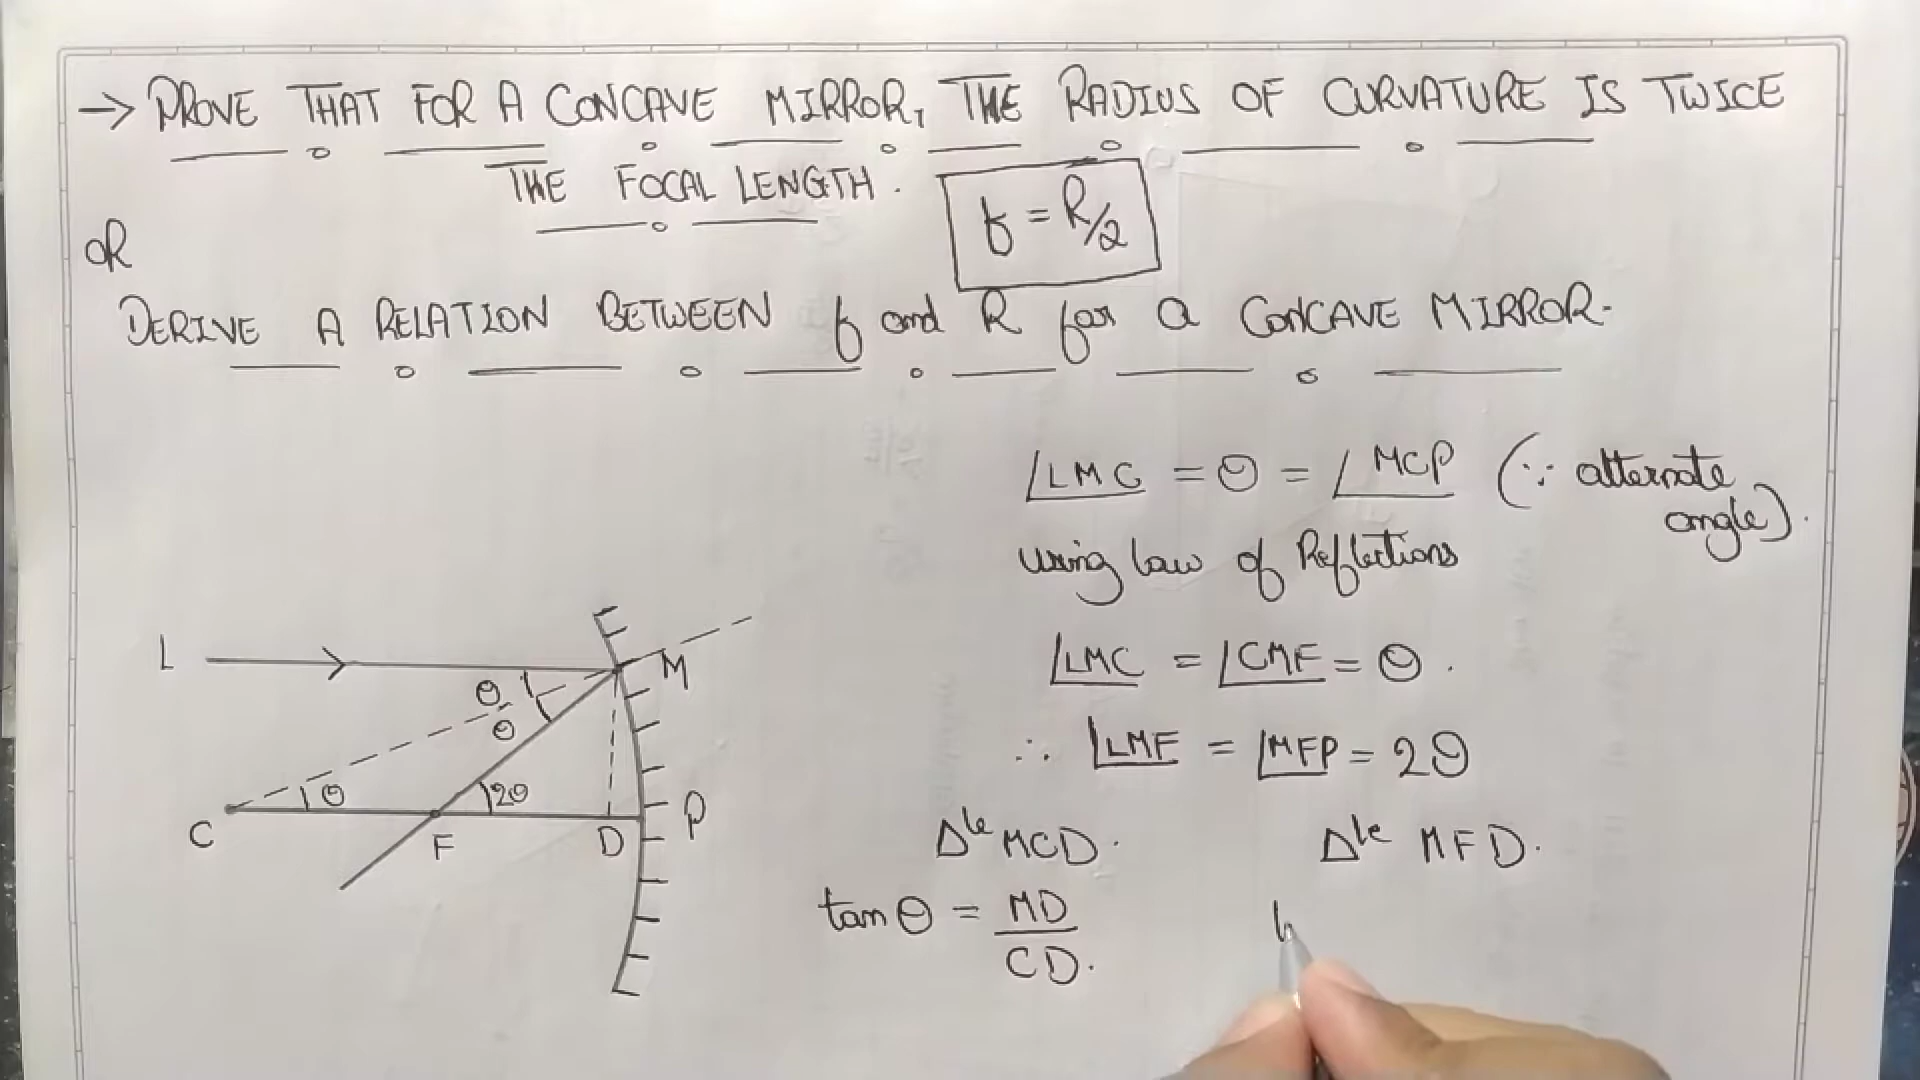 → PROVE THAT FOR A CONCAVE MIRROR, THE RADIUS OF CURVATURE IS TWICE
THE FOCAL LENGTH.
f = R/2
OR
DERIVE A RELATION BETWEEN f and R for a CONCAVE MIRROR.
∠LMC = θ = ∠MCP (∵ alternate
angle).
using law of Reflections
∠LMC = ∠CMF = θ .
∴ ∠LMF = ∠MFP = 2θ
Δle MCD. Δle MFD.
tan θ = MD
CD.
L
M
θ
θ
θ
2θ
C
F
D
P